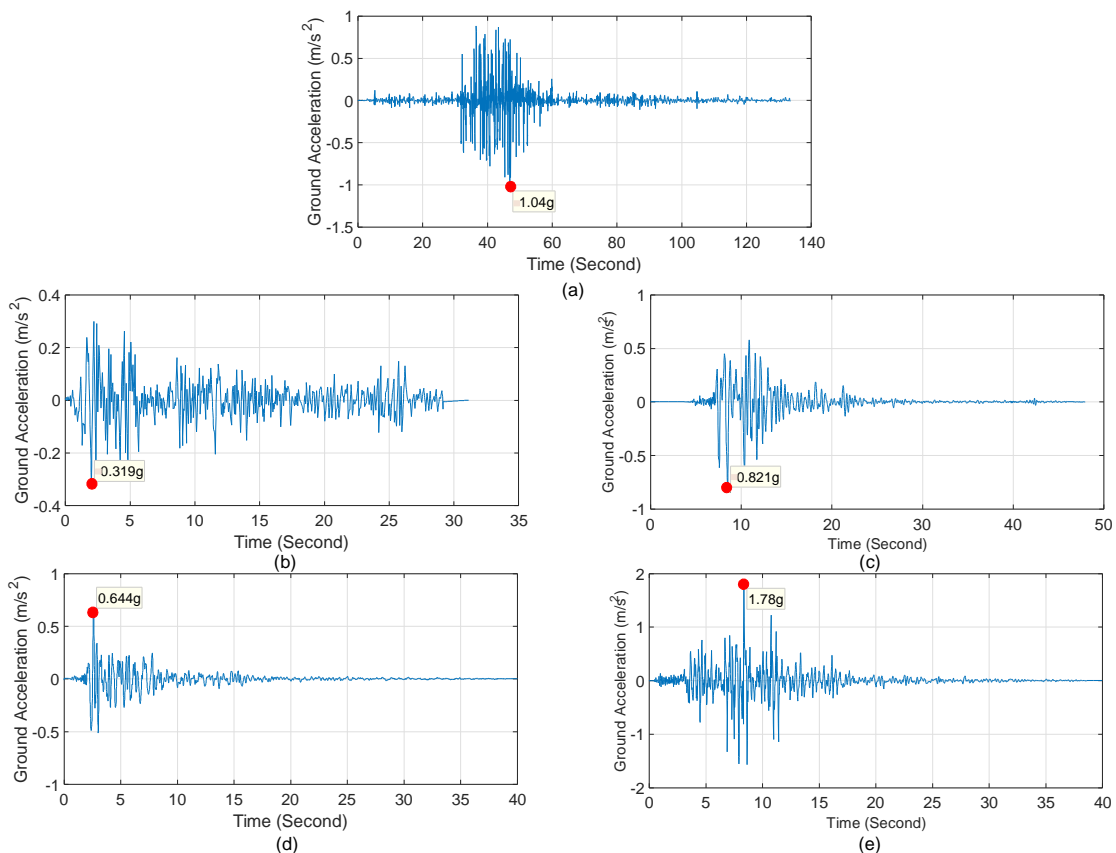 1
0.5
0
-0.5
-1
-1.5
Ground Acceleration (m/s²)
1.04g
0 20 40 60 80 100 120 140
Time (Second)
(a)
0.4
0.2
0
-0.2
-0.4
Ground Acceleration (m/s²)
0.319g
0 5 10 15 20 25 30 35
Time (Second)
(b)
1
0.5
0
-0.5
-1
Ground Acceleration (m/s²)
0.821g
0 10 20 30 40 50
Time (Second)
(c)
1
0.5
0
-0.5
-1
Ground Acceleration (m/s²)
0.644g
0 5 10 15 20 25 30 35 40
Time (Second)
(d)
2
1
0
-1
-2
Ground Acceleration (m/s²)
1.78g
0 5 10 15 20 25 30 35 40
Time (Second)
(e)